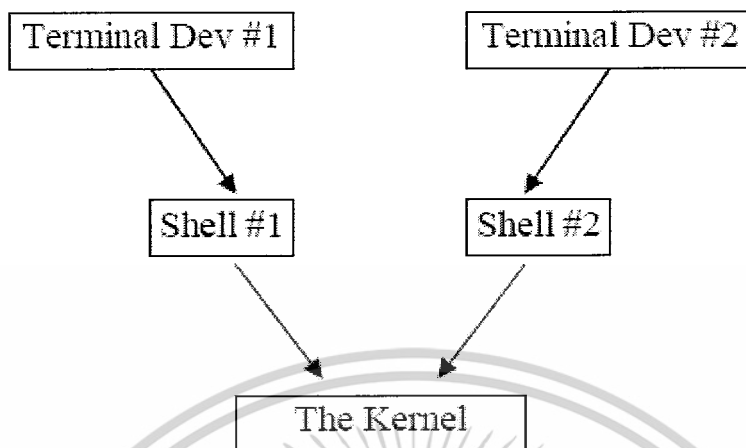 Terminal Dev #1
Terminal Dev #2
Shell #1
Shell #2
The Kernel